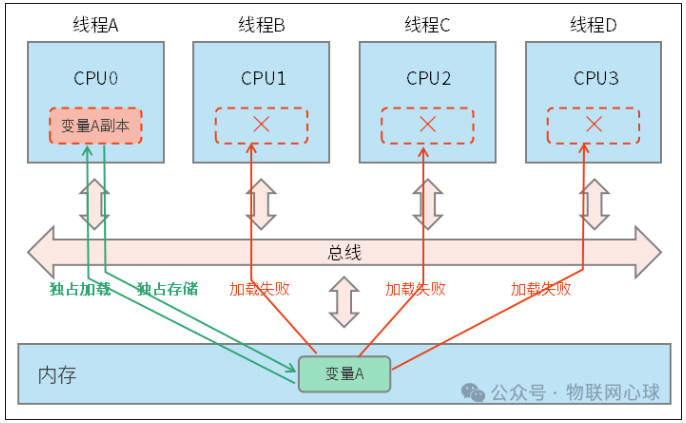 线程A 线程B 线程C 线程D
CPU0 CPU1 CPU2 CPU3
变量A副本
总线
独占加载 独占存储 加载失败 加载失败 加载失败
内存 变量A
公众号·物联网心球